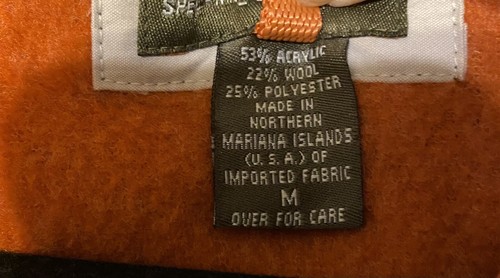 53% ACRYLIC
22% WOOL
25% POLYESTER
MADE IN
NORTHERN
MARIANA ISLANDS
(U.S.A.) OF
IMPORTED FABRIC
M
OVER FOR CARE